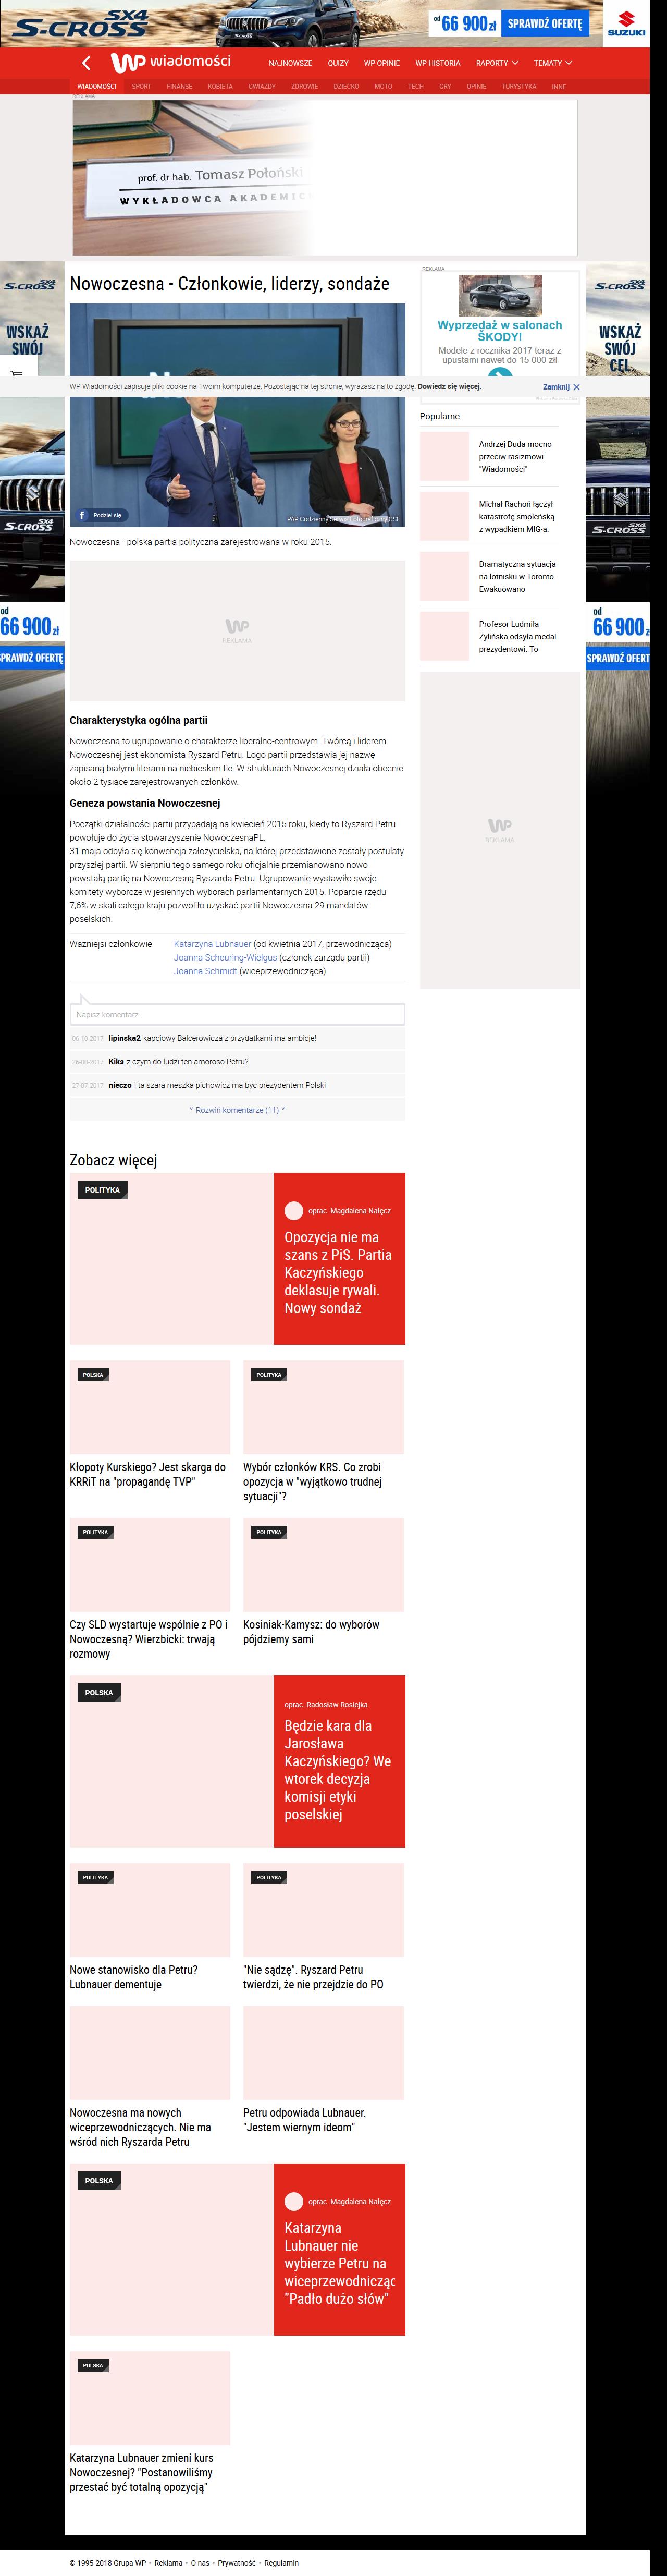 SX4
S-CROSS
od 66 900 zł
SPRAWDŹ OFERTĘ
SUZUKI
WP wiadomości
NAJNOWSZE QUIZY WP OPINIE WP HISTORIA RAPORTY TEMATY
WIADOMOŚCI SPORT FINANSE KOBIETA GWIAZDY ZDROWIE DZIECKO MOTO TECH GRY OPINIE TURYSTYKA INNE
REKLAMA
prof. dr hab. Tomasz Połoński
WYKŁADOWCA AKADEMIC
SX4
S-CROSS
WSKAŻ
SWÓJ
S-CROSS
od
66 900 zł
SPRAWDŹ OFERTĘ
Nowoczesna - Członkowie, liderzy, sondaże
WP Wiadomości zapisuje pliki cookie na Twoim komputerze. Pozostając na tej stronie, wyrażasz na to zgodę. Dowiedz się więcej.
Zamknij
Podziel się
Nowoczesna - polska partia polityczna zarejestrowana w roku 2015.
WP
REKLAMA
Charakterystyka ogólna partii
Nowoczesna to ugrupowanie o charakterze liberalno-centrowym. Twórcą i liderem
Nowoczesnej jest ekonomista Ryszard Petru. Logo partii przedstawia jej nazwę
zapisaną białymi literami na niebieskim tle. W strukturach Nowoczesnej działa obecnie
około 2 tysiące zarejestrowanych członków.
Geneza powstania Nowoczesnej
Początki działalności partii przypadają na kwiecień 2015 roku, kiedy to Ryszard Petru
powołuje do życia stowarzyszenie NowoczesnaPL.
31 maja odbyła się konwencja założycielska, na której przedstawione zostały postulaty
przyszłej partii. W sierpniu tego samego roku oficjalnie przemianowano nowo
powstałą partię na Nowoczesną Ryszarda Petru. Ugrupowanie wystawiło swoje
komitety wyborcze w jesiennych wyborach parlamentarnych 2015. Poparcie rzędu
7,6% w skali całego kraju pozwoliło uzyskać partii Nowoczesna 29 mandatów
poselskich.
Ważniejsi członkowie
Katarzyna Lubnauer (od kwietnia 2017, przewodnicząca)
Joanna Scheuring-Wielgus (członek zarządu partii)
Joanna Schmidt (wiceprzewodnicząca)
Napisz komentarz
06-10-2017 lipinska2 kapciowy Balcerowicza z przydatkami ma ambicje!
26-08-2017 Kiks z czym do ludzi ten amoroso Petru?
27-07-2017 nieczo i ta szara meszka pichowicz ma byc prezydentem Polski
Rozwiń komentarze (11)
REKLAMA
Wyprzedaż w salonach
ŠKODY!
Modele z rocznika 2017 teraz z
upustami nawet do 15 000 zł!
Popularne
Andrzej Duda mocno
przeciw rasizmowi.
"Wiadomości"
Michał Rachoń łączył
katastrofę smoleńską
z wypadkiem MIG-a.
Dramatyczna sytuacja
na lotnisku w Toronto.
Ewakuowano
Profesor Ludmiła
Żylińska odsyła medal
prezydentowi. To
WP
REKLAMA
SX4
S-CROSS
WSKAŻ
SWÓJ
CEL.
SX4
S-CROSS
od
66 900 z
SPRAWDŹ OFERT
Zobacz więcej
POLITYKA
oprac. Magdalena Nałęcz
Opozycja nie ma
szans z PiS. Partia
Kaczyńskiego
deklasuje rywali.
Nowy sondaż
POLSKA
Kłopoty Kurskiego? Jest skarga do
KRRiT na "propagandę TVP"
POLITYKA
Wybór członków KRS. Co zrobi
opozycja w "wyjątkowo trudnej
sytuacji"?
POLITYKA
Czy SLD wystartuje wspólnie z PO i
Nowoczesną? Wierzbicki: trwają
rozmowy
POLITYKA
Kosiniak-Kamysz: do wyborów
pójdziemy sami
POLSKA
oprac. Radosław Rosiejka
Będzie kara dla
Jarosława
Kaczyńskiego? We
wtorek decyzja
komisji etyki
poselskiej
POLITYKA
Nowe stanowisko dla Petru?
Lubnauer dementuje
POLITYKA
"Nie sądzę". Ryszard Petru
twierdzi, że nie przejdzie do PO
Nowoczesna ma nowych
wiceprzewodniczących. Nie ma
wśród nich Ryszarda Petru
Petru odpowiada Lubnauer.
"Jestem wiernym ideom"
POLSKA
oprac. Magdalena Nałęcz
Katarzyna
Lubnauer nie
wybierze Petru na
wiceprzewodnicząc
"Padło dużo słów"
POLSKA
Katarzyna Lubnauer zmieni kurs
Nowoczesnej? "Postanowiliśmy
przestać być totalną opozycją"
© 1995-2018 Grupa WP • Reklama • O nas • Prywatność • Regulamin